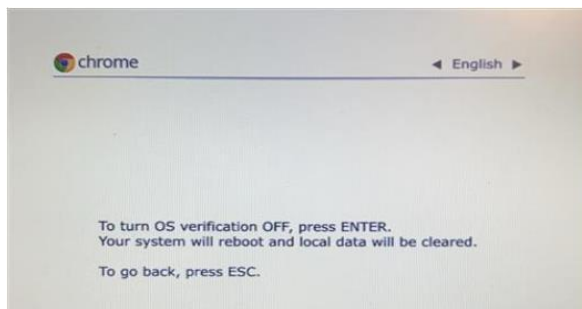 chrome
◄ English ►
To turn OS verification OFF, press ENTER.
Your system will reboot and local data will be cleared.
To go back, press ESC.